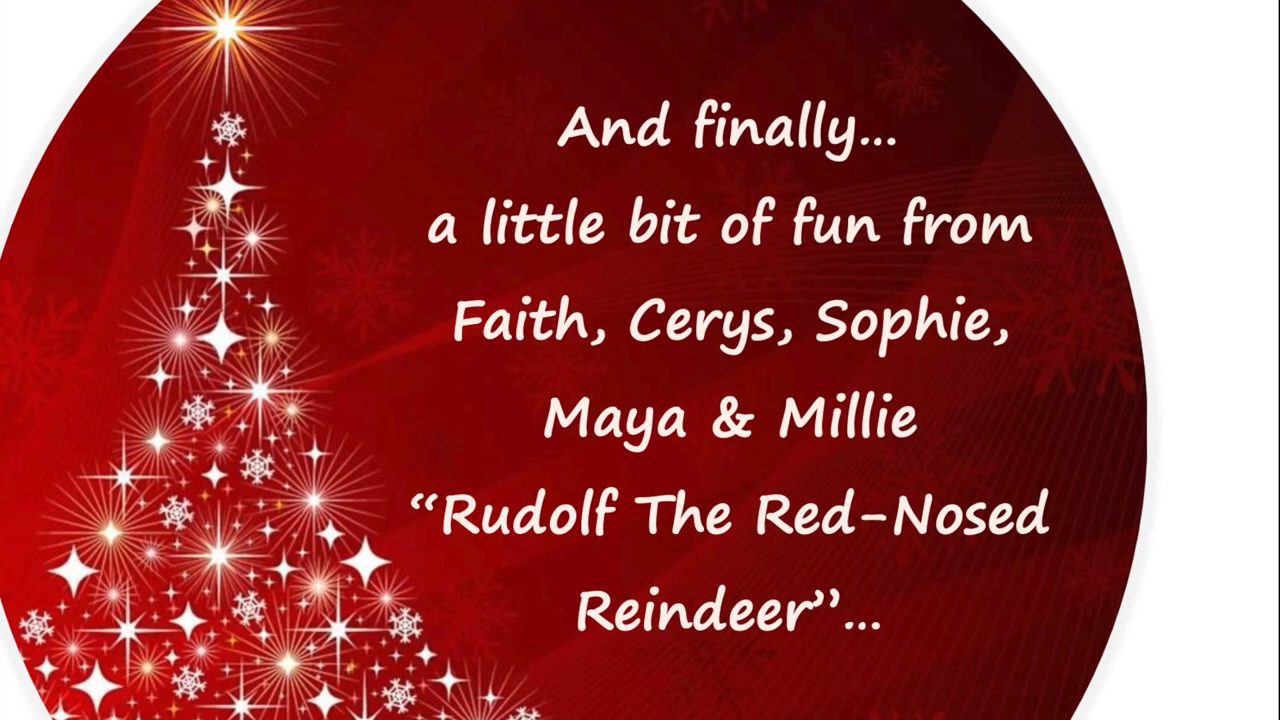 And finally...
a little bit of fun from
Faith, Cerys, Sophie,
Maya & Millie
“Rudolf The Red-Nosed
Reindeer”...